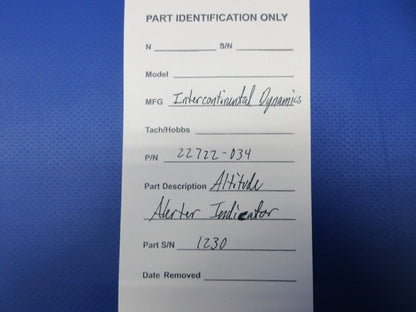 PART IDENTIFICATION ONLY
N S/N
Model
MFG Intercontinental Dynamics
Tach/Hobbs
P/N 22722-034
Part Description Altitude
Alerter Indicator
Part S/N 1230
Date Removed